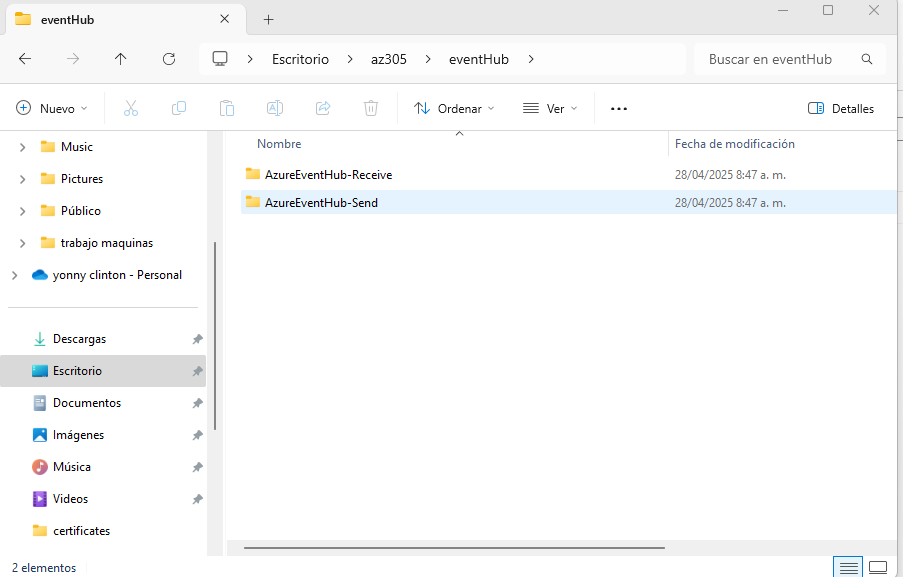 eventHub
Escritorio az305 eventHub
Buscar en eventHub
Nuevo
Ordenar
Ver
Detalles
Music
Pictures
Público
trabajo maquinas
yonny clinton - Personal
Descargas
Escritorio
Documentos
Imágenes
Música
Videos
certificates
Nombre Fecha de modificación
AzureEventHub-Receive 28/04/2025 8:47 a. m.
AzureEventHub-Send 28/04/2025 8:47 a. m.
2 elementos